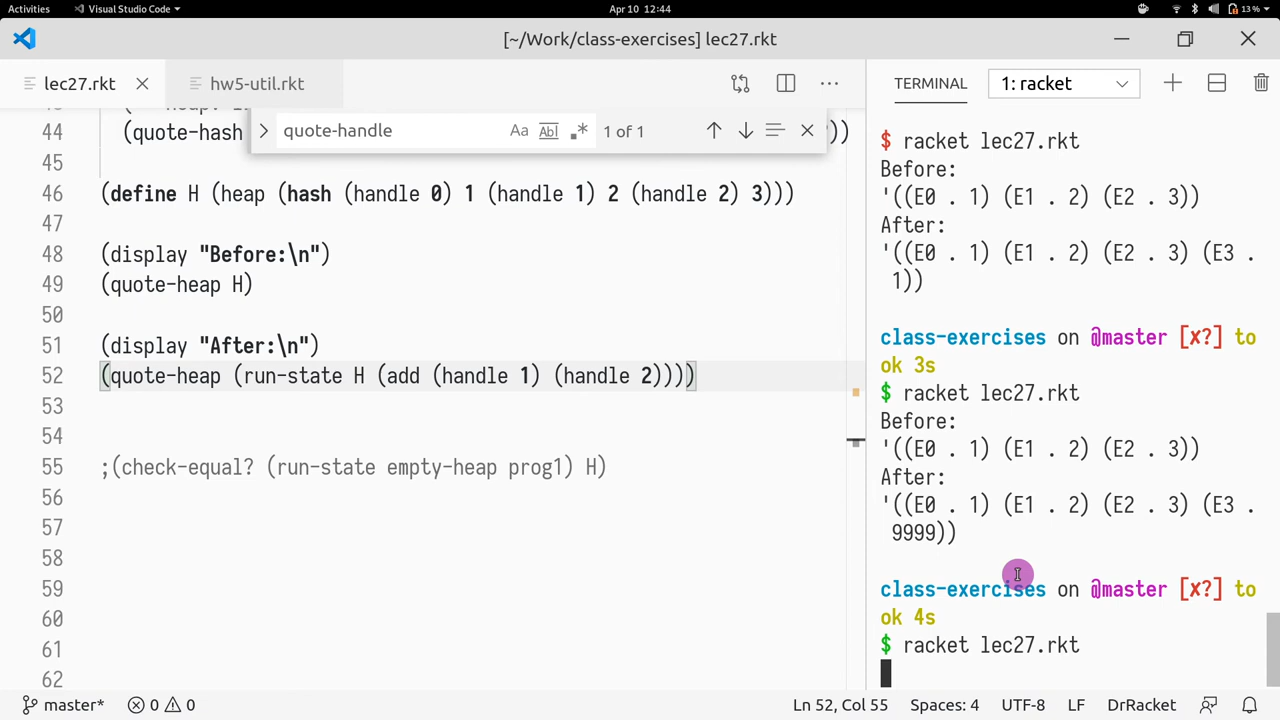 Activities
Visual Studio Code
Apr 10 12:44
13%
[~/Work/class-exercises] lec27.rkt
lec27.rkt
hw5-util.rkt
TERMINAL
1: racket
quote-handle
Aa
Abl
1 of 1
44 (quote-hash ))
45
46 (define H (heap (hash (handle 0) 1 (handle 1) 2 (handle 2) 3)))
47
48 (display "Before:\n")
49 (quote-heap H)
50
51 (display "After:\n")
52 (quote-heap (run-state H (add (handle 1) (handle 2))))
53
54
55 ;(check-equal? (run-state empty-heap prog1) H)
56
57
58
59
60
61
62
$ racket lec27.rkt
Before:
'((E0 . 1) (E1 . 2) (E2 . 3))
After:
'((E0 . 1) (E1 . 2) (E2 . 3) (E3 .
1))
class-exercises on @master [✘?] to
ok 3s
$ racket lec27.rkt
Before:
'((E0 . 1) (E1 . 2) (E2 . 3))
After:
'((E0 . 1) (E1 . 2) (E2 . 3) (E3 .
9999))
class-exercises on @master [✘?] to
ok 4s
$ racket lec27.rkt
master*
0
0
Ln 52, Col 55
Spaces: 4
UTF-8
LF
DrRacket